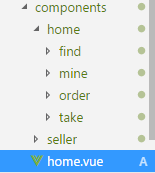 components
home
find
mine
order
take
seller
home.vue A